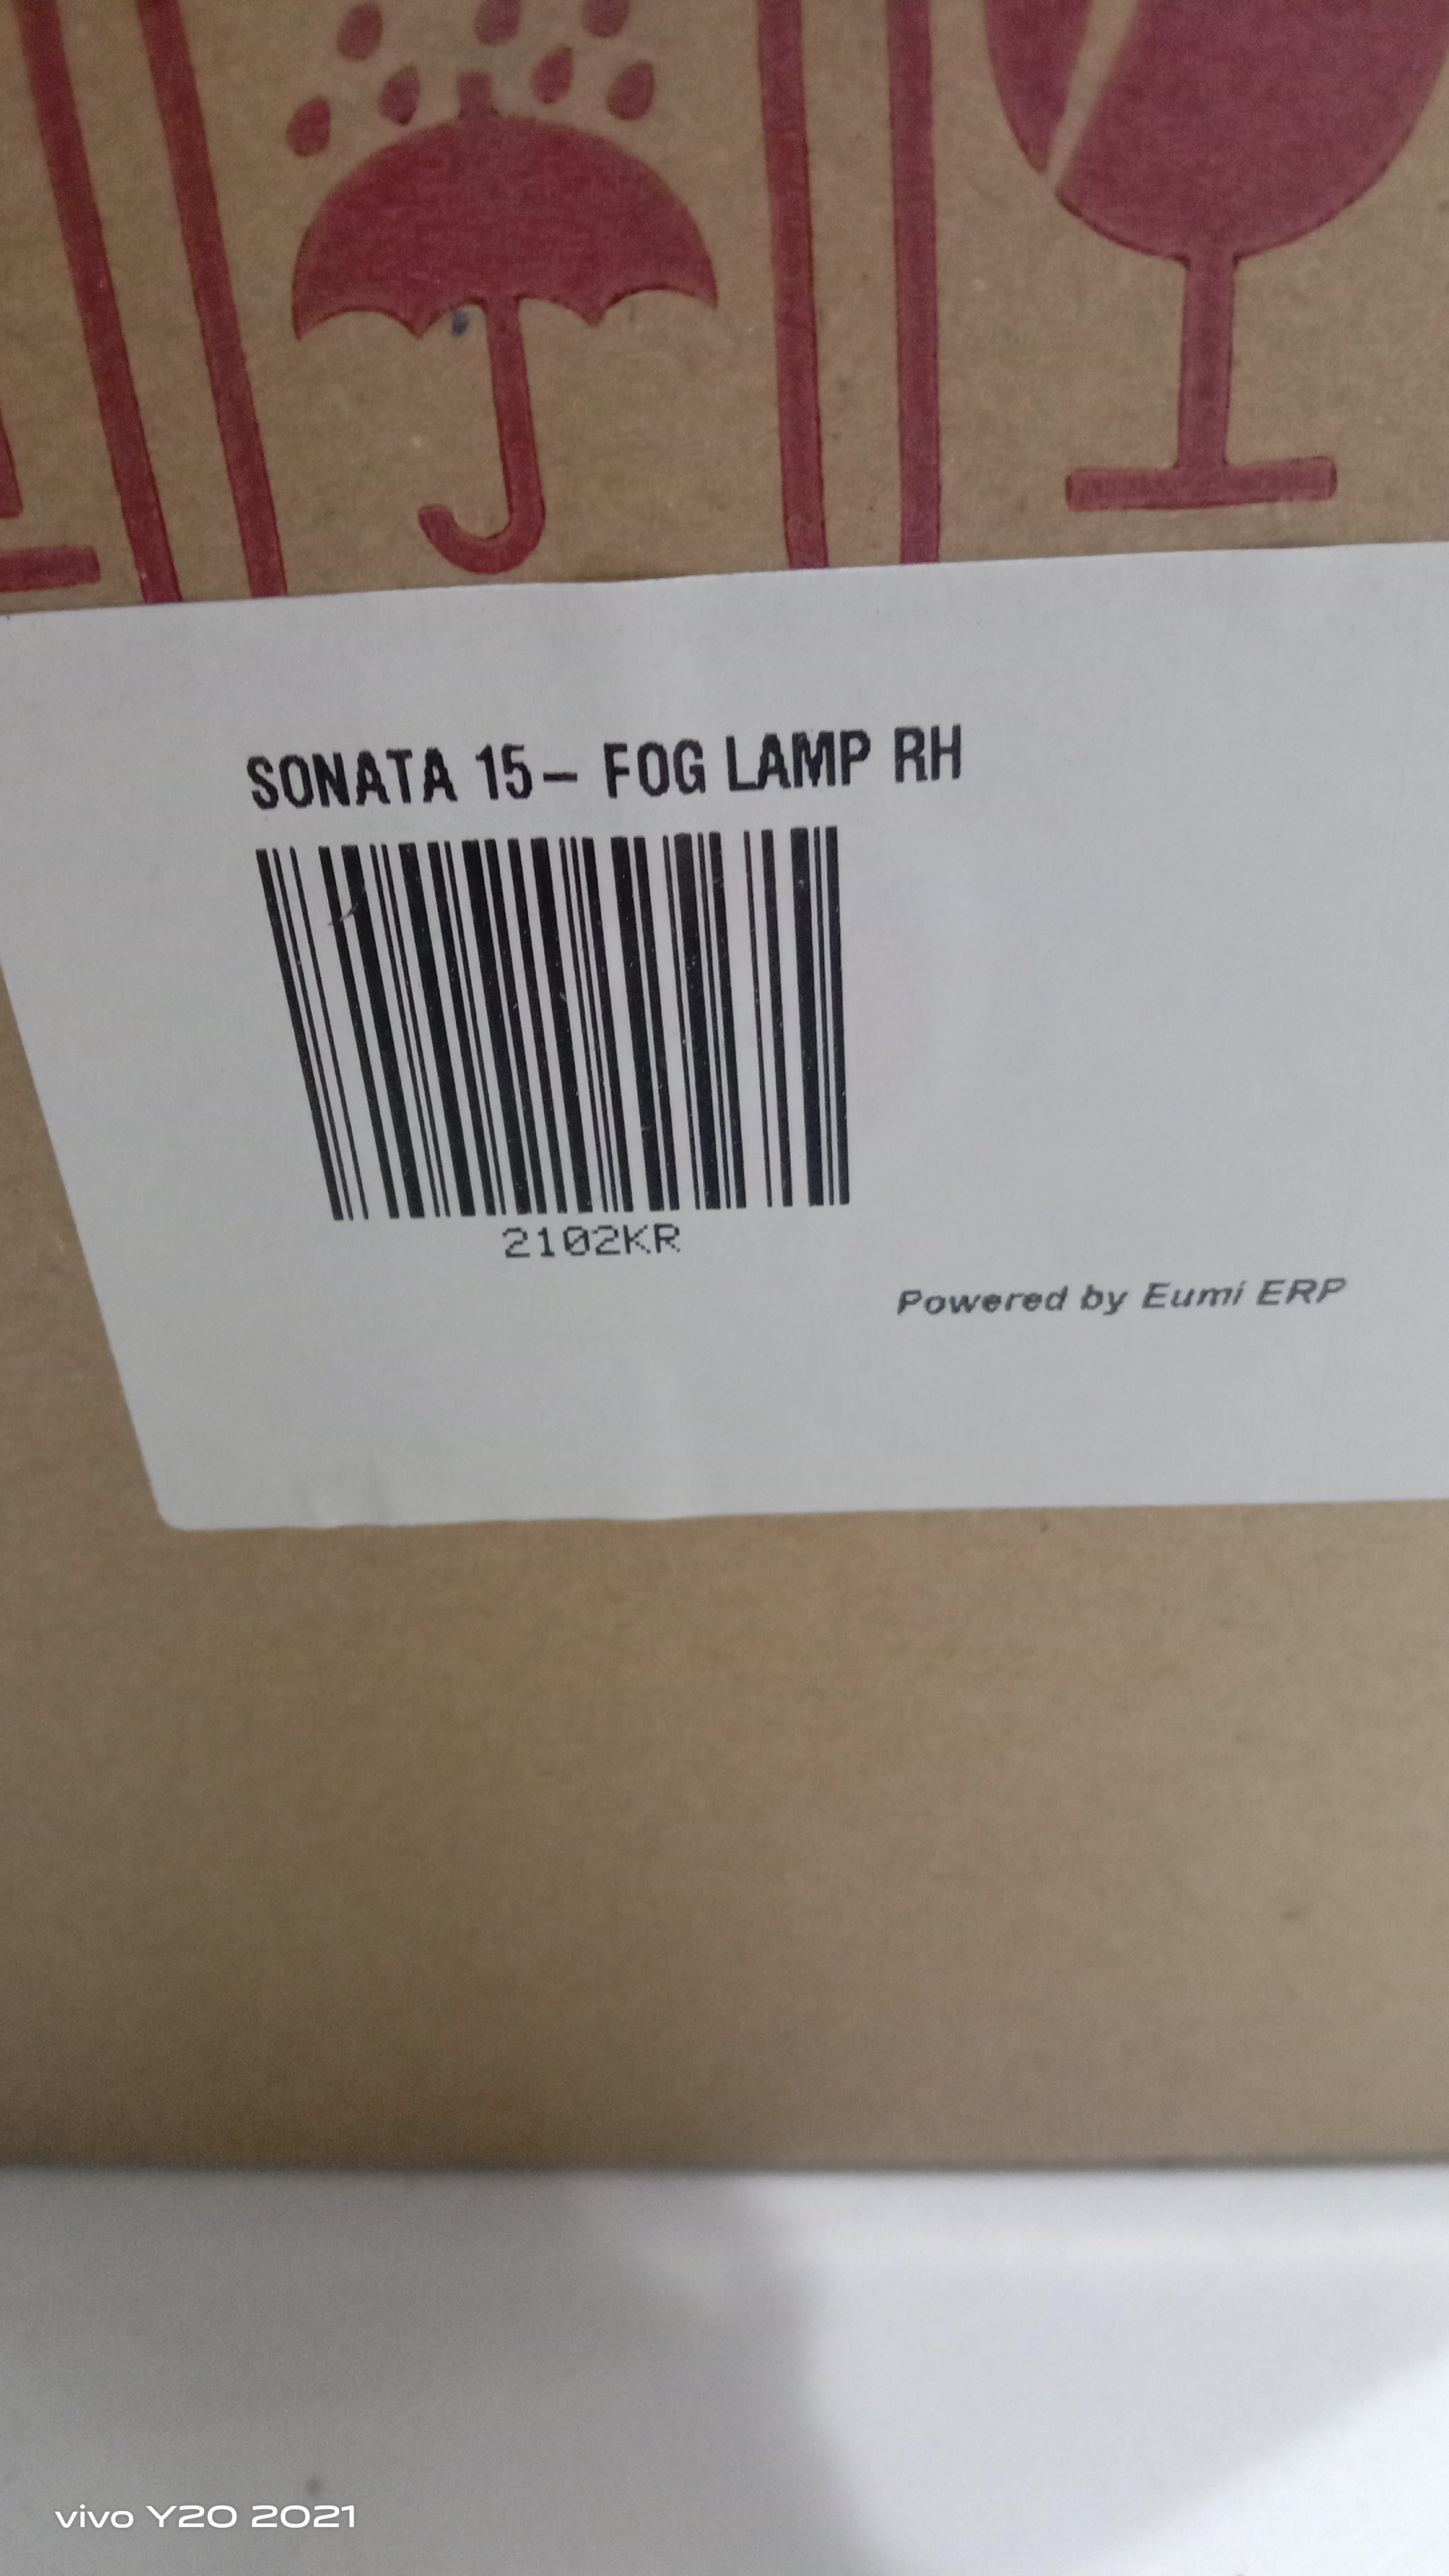 SONATA 15- FOG LAMP RH
2102KR
Powered by Eumi ERP
vivo Y20 2021